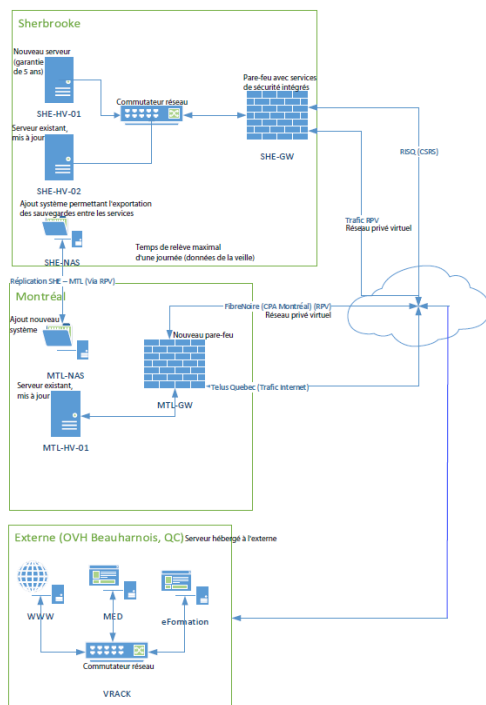 Sherbrooke
Nouveau serveur
(garantie
de 5 ans)
SHE-HV-01
Commutateur réseau
Pare-feu avec services
de sécurité intégrés
SHE-GW
Serveur existant,
mis à jour
SHE-HV-02
RISQ (CSRS)
Ajout système permettant l'exportation
des sauvegardes entre les services
SHE-NAS
Trafic RPV
Réseau privé virtuel
Temps de relève maximal
d'une journée (données de la veille)
Réplication SHE – MTL (Via RPV)
Montréal
FibreNoire (CPA Montréal) (RPV)
Réseau privé virtuel
Ajout nouveau
système
Nouveau pare-feu
MTL-NAS
Serveur existant,
mis à jour
MTL-GW
Telus Quebec (Trafic Internet)
MTL-HV-01
Externe (OVH Beauharnois, QC) Serveur hébergé à l'externe
WWW
MED
eFormation
Commutateur réseau
VRACK